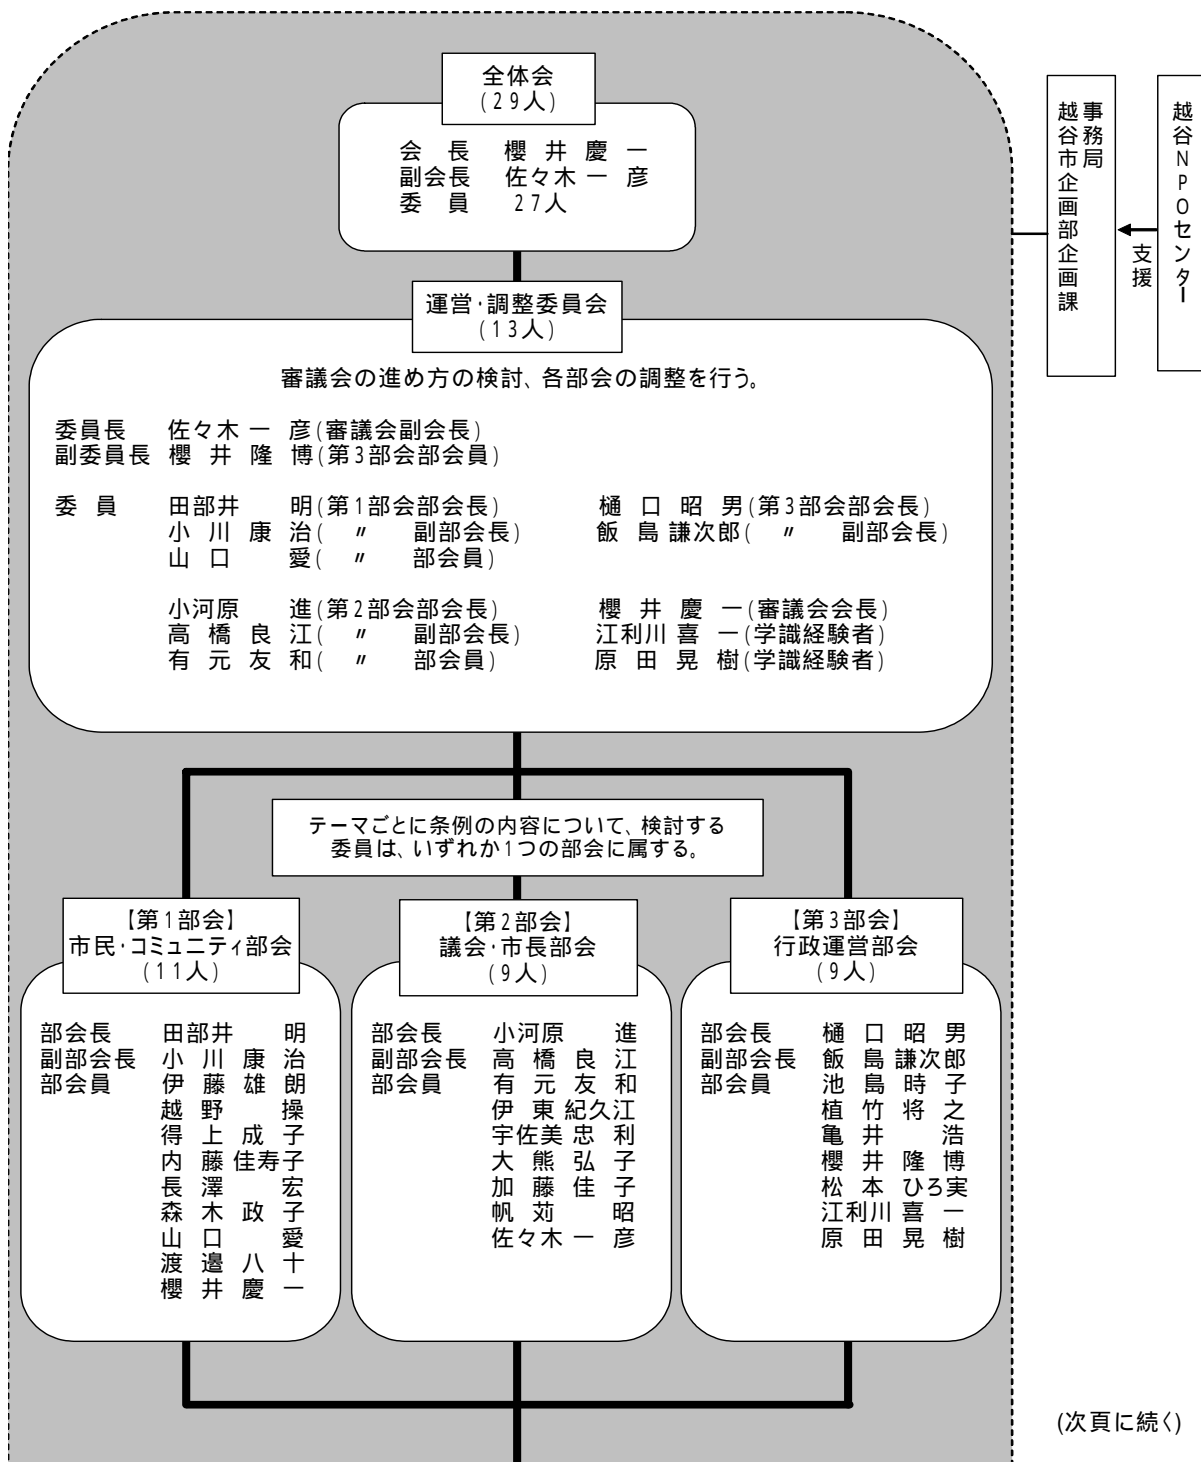 全体会
(29人)
会　長　櫻　井　慶　一
副会長　佐々木　一　彦
委　員　27人
事務局
越谷市企画部企画課
支援
越谷NPOセンター
運営・調整委員会
(13人)
審議会の進め方の検討、各部会の調整を行う。
委員長　佐々木　一　彦(審議会副会長)
副委員長　櫻　井　隆　博(第3部会部会員)
委　員　田部井　　明(第1部会部会長)　樋　口　昭　男(第3部会部会長)
小　川　康　治(　〃　副部会長)　飯　島　謙次郎(　〃　副部会長)
山　口　　愛(　〃　部会員)
小河原　　進(第2部会部会長)　櫻　井　慶　一(審議会会長)
高　橋　良　江(　〃　副部会長)　江利川　喜　一(学識経験者)
有　元　友　和(　〃　部会員)　原　田　晃　樹(学識経験者)
テーマごとに条例の内容について、検討する
委員は、いずれか1つの部会に属する。
【第1部会】
市民・コミュニティ部会
(11人)
部会長　田部井　　明
副部会長　小　川　康　治
部会員　伊　藤　雄　朗
越　野　　操
得　上　成　子
内　藤　佳寿子
長　澤　　宏
森　木　政　子
山　口　　愛
渡　邉　八　十
櫻　井　慶　一
【第2部会】
議会・市長部会
(9人)
部会長　小河原　　進
副部会長　高　橋　良　江
部会員　有　元　友　和
伊　東　紀久江
宇佐美　忠　利
大　熊　弘　子
加　藤　佳　子
帆　苅　　昭
佐々木　一　彦
【第3部会】
行政運営部会
(9人)
部会長　樋　口　昭　男
副部会長　飯　島　謙次郎
部会員　池　島　時　子
植　竹　将　之
亀　井　　浩
櫻　井　隆　博
松　本　ひろ実
江利川　喜　一
原　田　晃　樹
(次頁に続く)